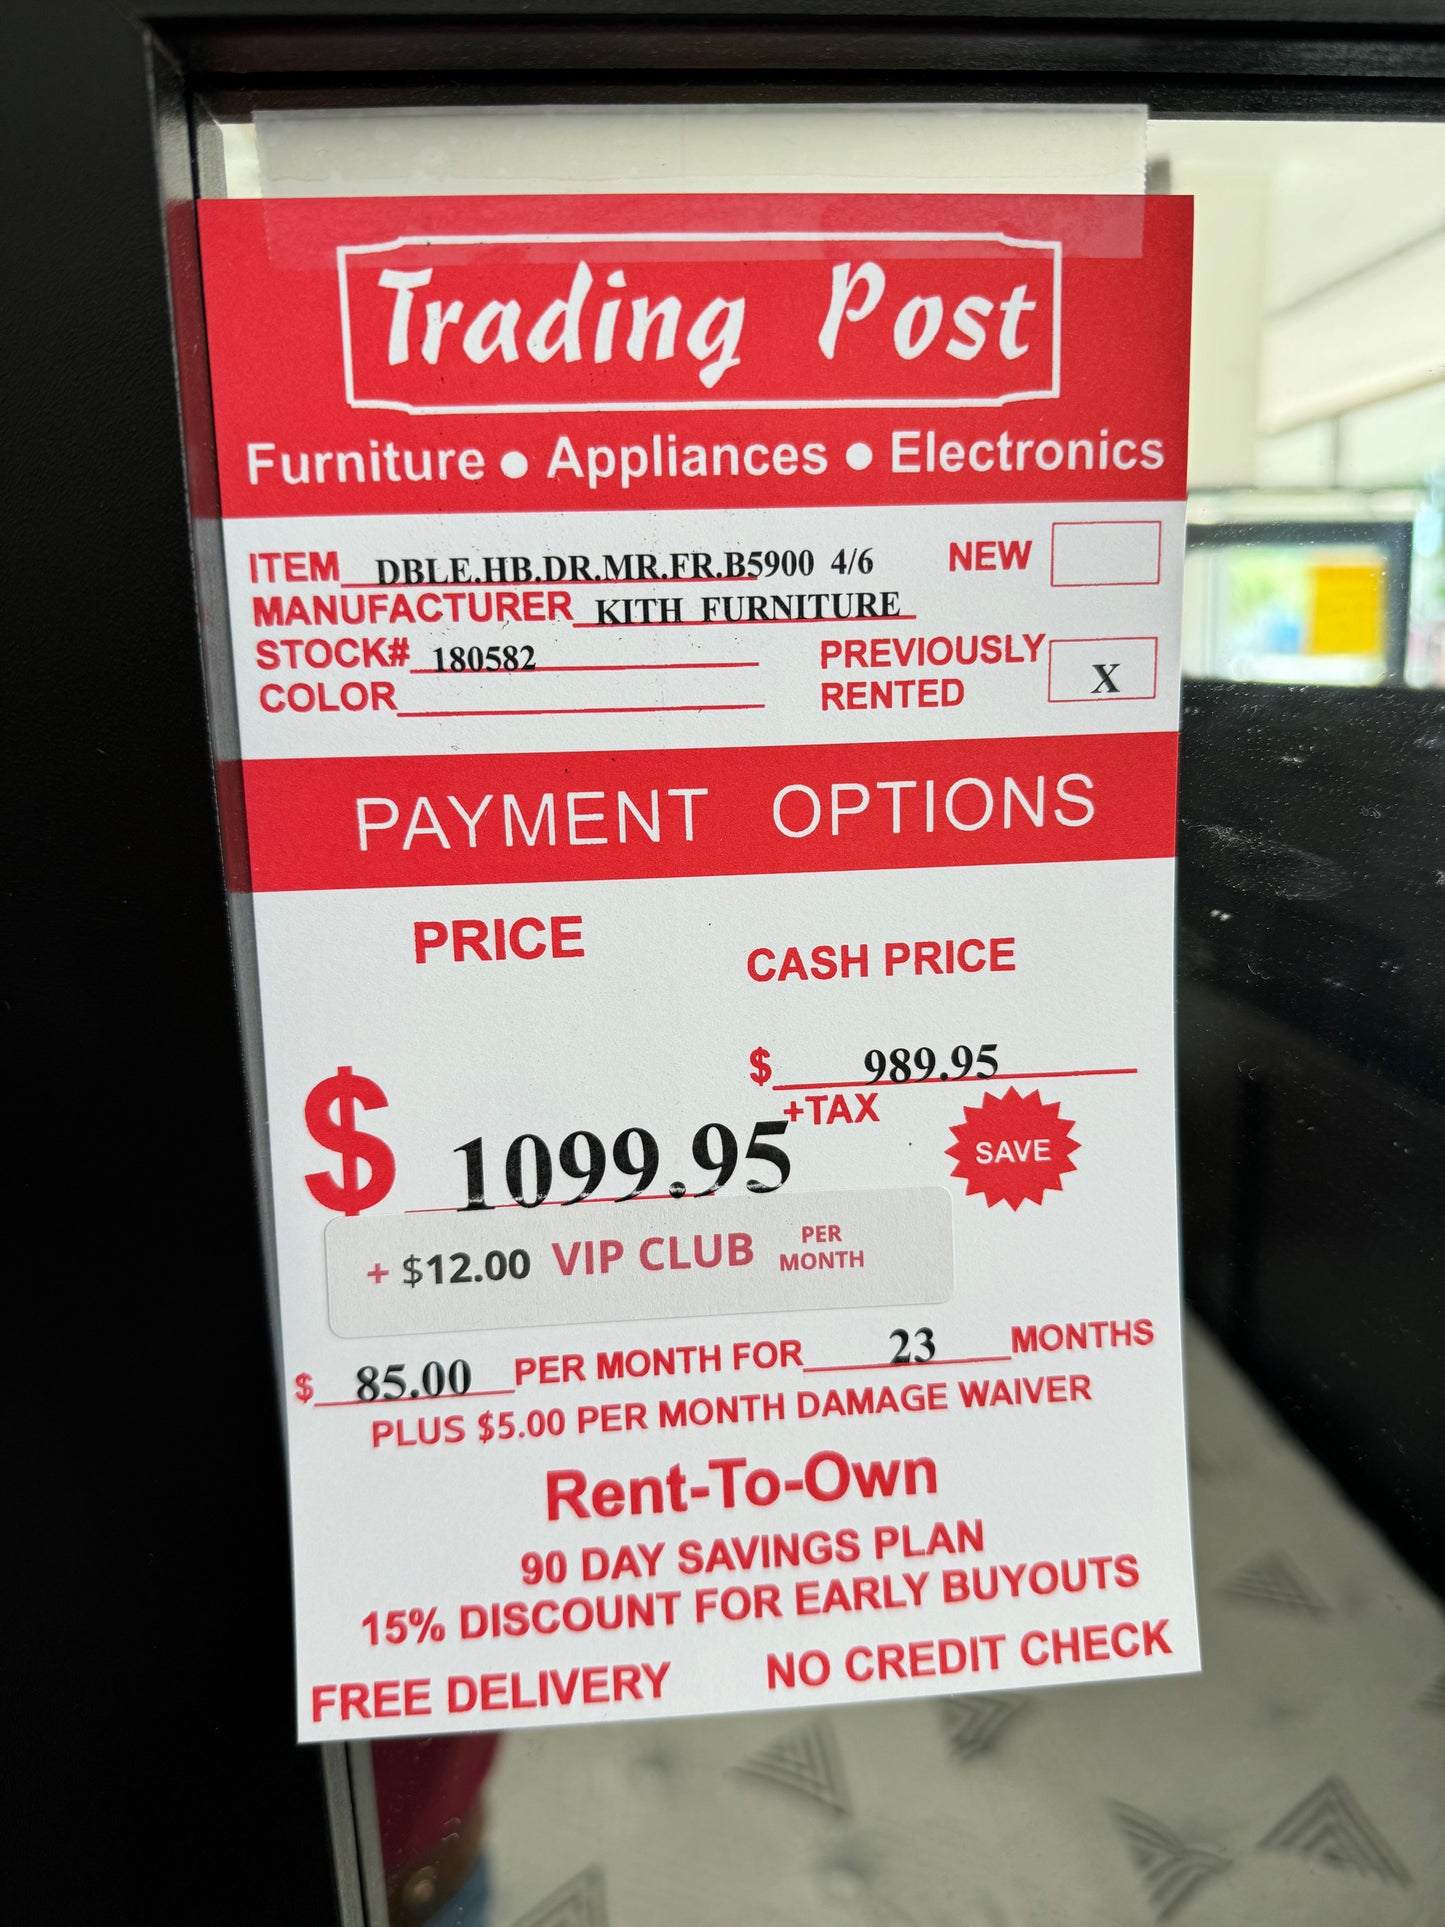 Trading Post
Furniture • Appliances • Electronics
ITEM DBLE.HB.DR.MR.FR.B5900 4/6 NEW
MANUFACTURER KITH FURNITURE
STOCK# 180582 PREVIOUSLY
COLOR RENTED X
PAYMENT OPTIONS
PRICE CASH PRICE
$ 989.95
+TAX
$ 1099.95 SAVE
+ $12.00 VIP CLUB PER MONTH
$ 85.00 PER MONTH FOR 23 MONTHS
PLUS $5.00 PER MONTH DAMAGE WAIVER
Rent-To-Own
90 DAY SAVINGS PLAN
15% DISCOUNT FOR EARLY BUYOUTS
FREE DELIVERY NO CREDIT CHECK